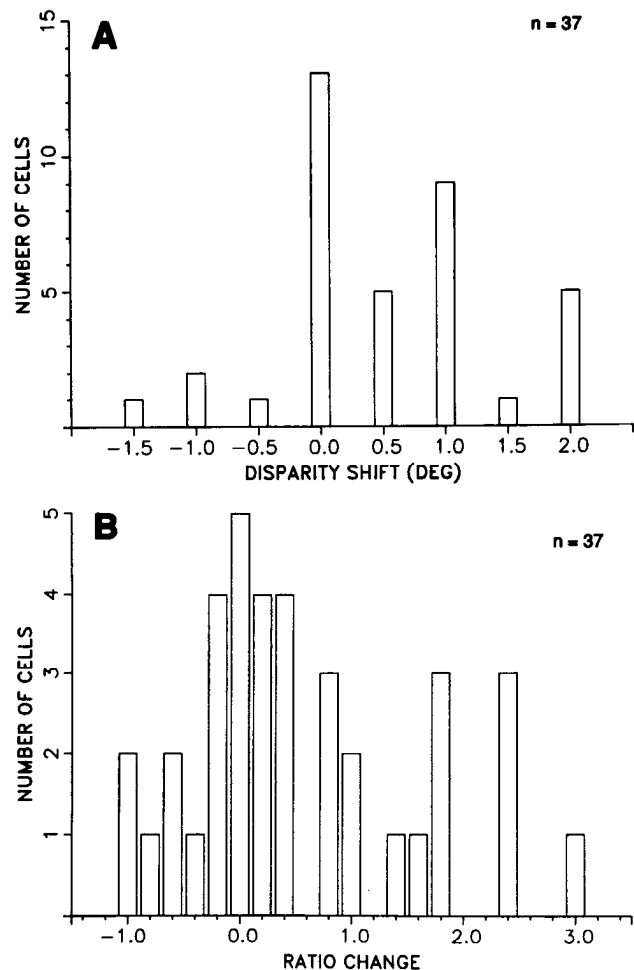 A
n = 37
NUMBER OF CELLS
15
10
5
−1.5 −1.0 −0.5 0.0 0.5 1.0 1.5 2.0
DISPARITY SHIFT (DEG)
B
n = 37
NUMBER OF CELLS
5
4
3
2
1
−1.0 0.0 1.0 2.0 3.0
RATIO CHANGE